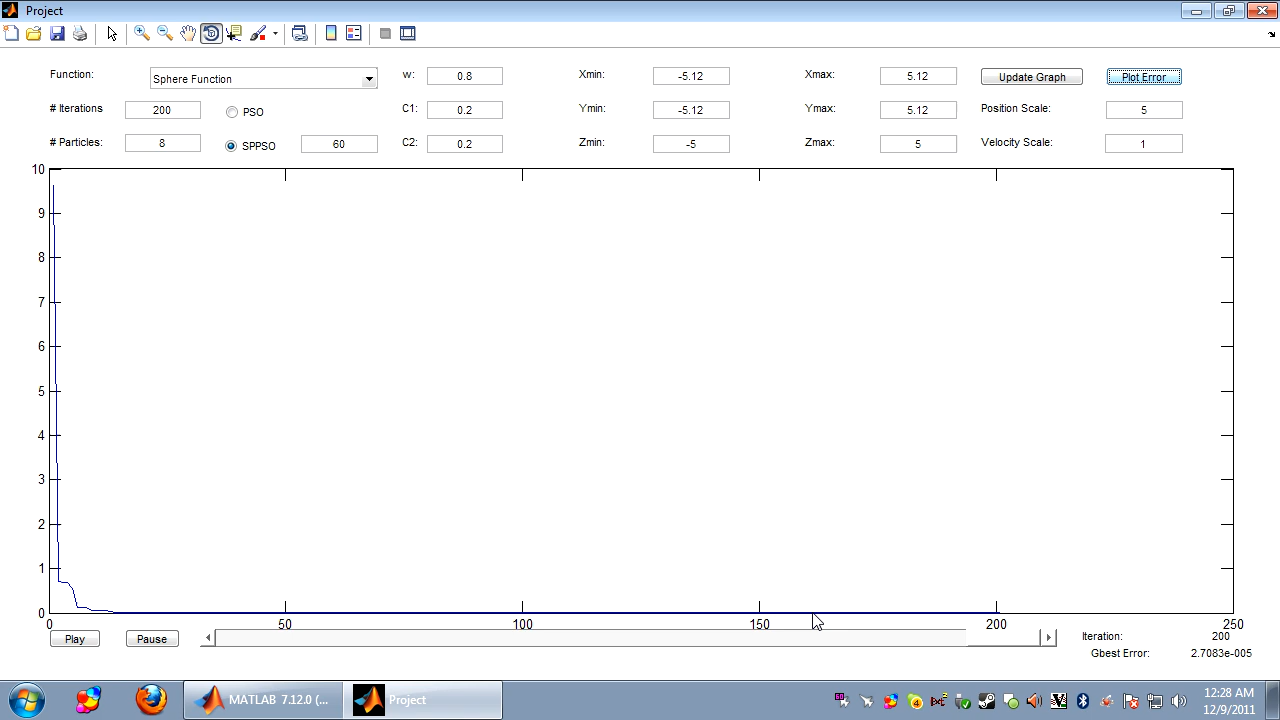 Project
Function: Sphere Function w: 0.8 Xmin: -5.12 Xmax: 5.12 Update Graph Plot Error
# Iterations 200 PSO C1: 0.2 Ymin: -5.12 Ymax: 5.12 Position Scale: 5
# Particles: 8 SPPSO 60 C2: 0.2 Zmin: -5 Zmax: 5 Velocity Scale: 1
10
9
8
7
6
5
4
3
2
1
0
0 50 100 150 200 250
Play Pause Iteration: 200
Gbest Error: 2.7083e-005
MATLAB 7.12.0 (... Project 12:28 AM
12/9/2011